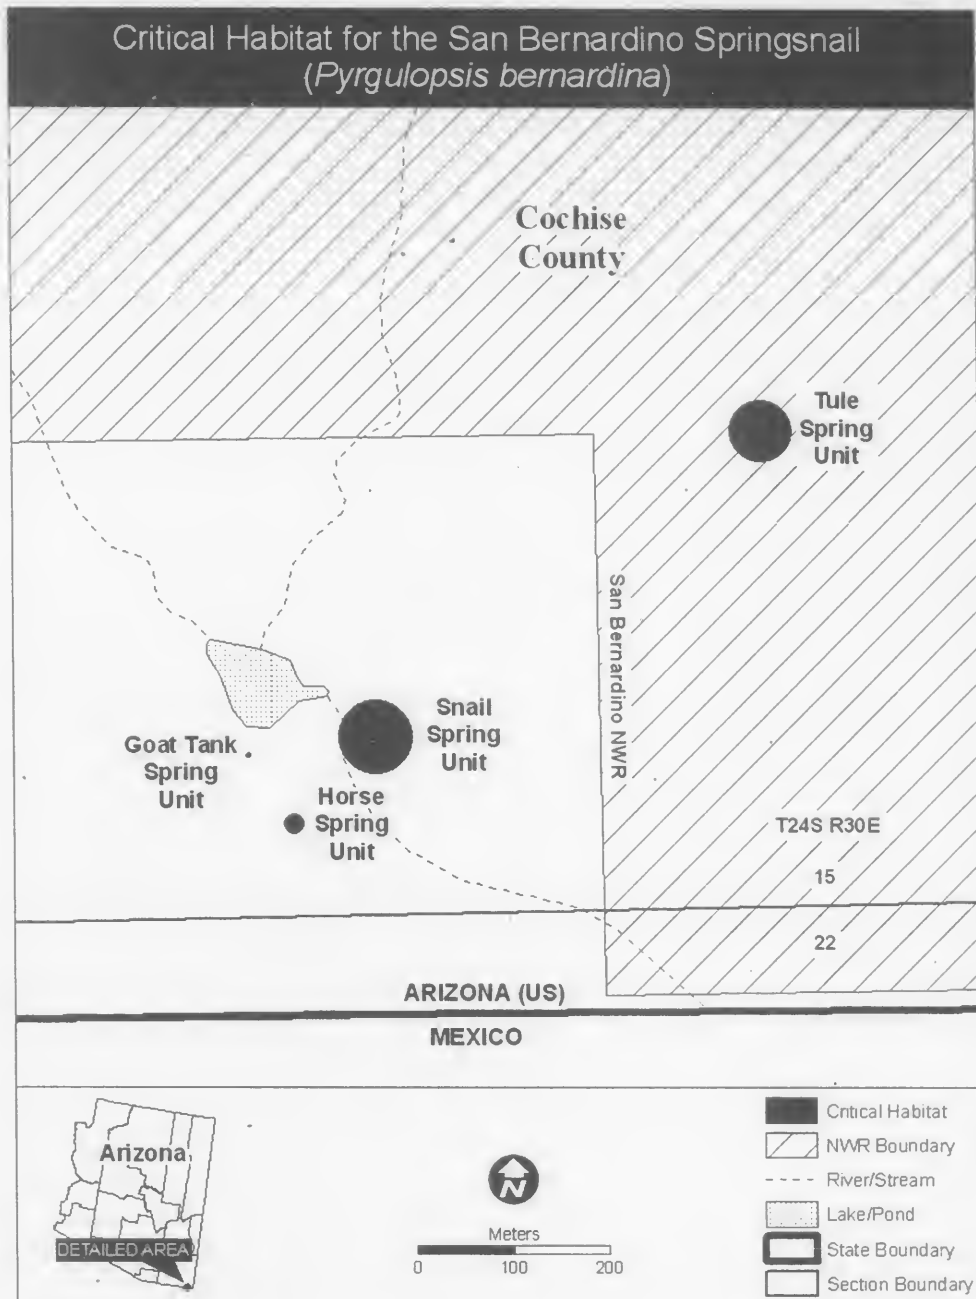 Critical Habitat for the San Bernardino Springsnail
(Pyrgulopsis bernardina)
Cochise
County
Tule
Spring
Unit
San Bernardino NWR
Snail
Spring
Unit
Goat Tank
Spring
Unit
Horse
Spring
Unit
T24S R30E
15
22
ARIZONA (US)
MEXICO
Arizona
DETAILED AREA
N
Meters
0 100 200
Critical Habitat
NWR Boundary
River/Stream
Lake/Pond
State Boundary
Section Boundary